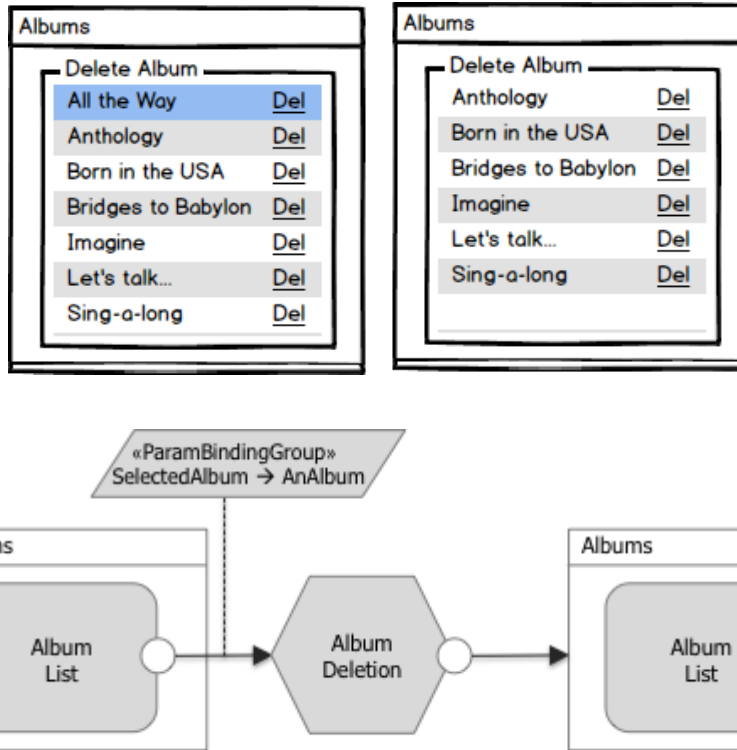 Albums
Delete Album
All the Way Del
Anthology Del
Born in the USA Del
Bridges to Babylon Del
Imagine Del
Let's talk... Del
Sing-a-long Del
Albums
Delete Album
Anthology Del
Born in the USA Del
Bridges to Babylon Del
Imagine Del
Let's talk... Del
Sing-a-long Del
«ParamBindingGroup»
SelectedAlbum → AnAlbum
Album
List
Album
Deletion
Albums
Album
List